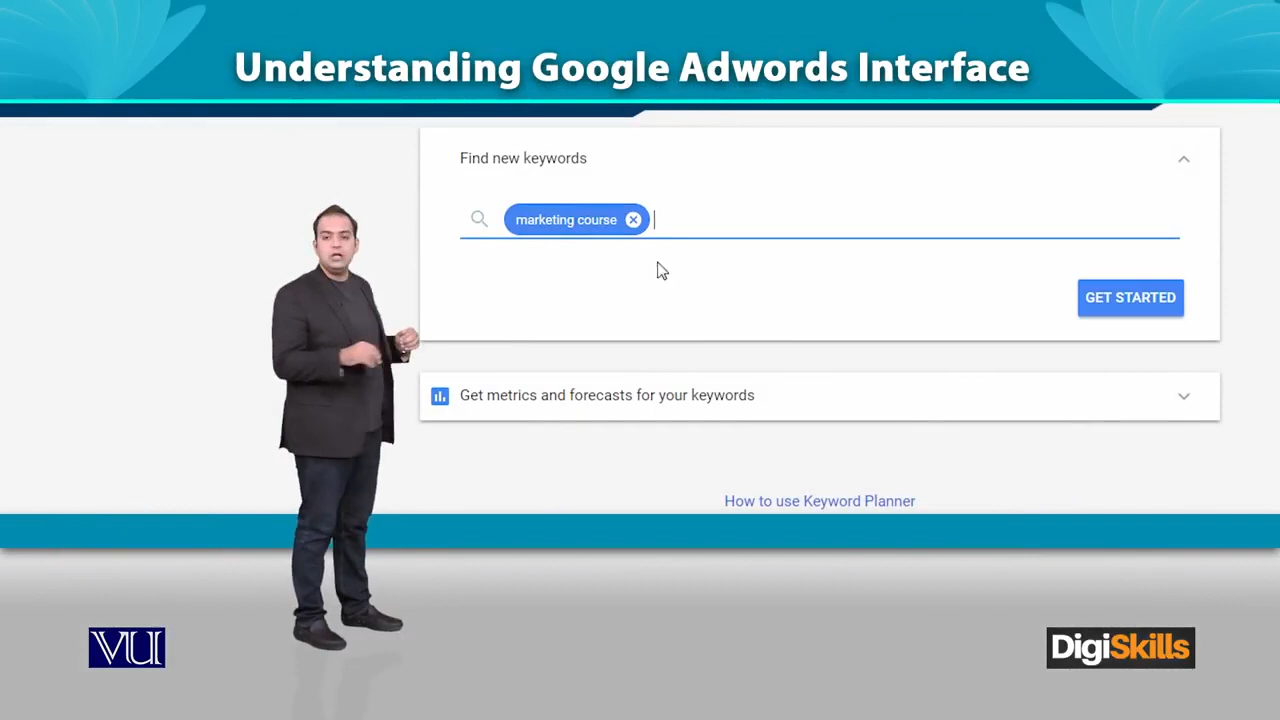 Understanding Google Adwords Interface
Find new keywords
marketing course
GET STARTED
Get metrics and forecasts for your keywords
How to use Keyword Planner
VU
DigiSkills